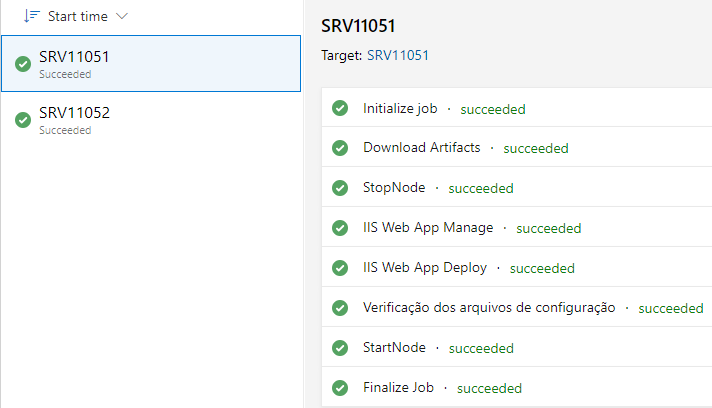 Start time
SRV11051
Succeeded
SRV11052
Succeeded
SRV11051
Target: SRV11051
Initialize job · succeeded
Download Artifacts · succeeded
StopNode · succeeded
IIS Web App Manage · succeeded
IIS Web App Deploy · succeeded
Verificação dos arquivos de configuração · succeeded
StartNode · succeeded
Finalize Job · succeeded